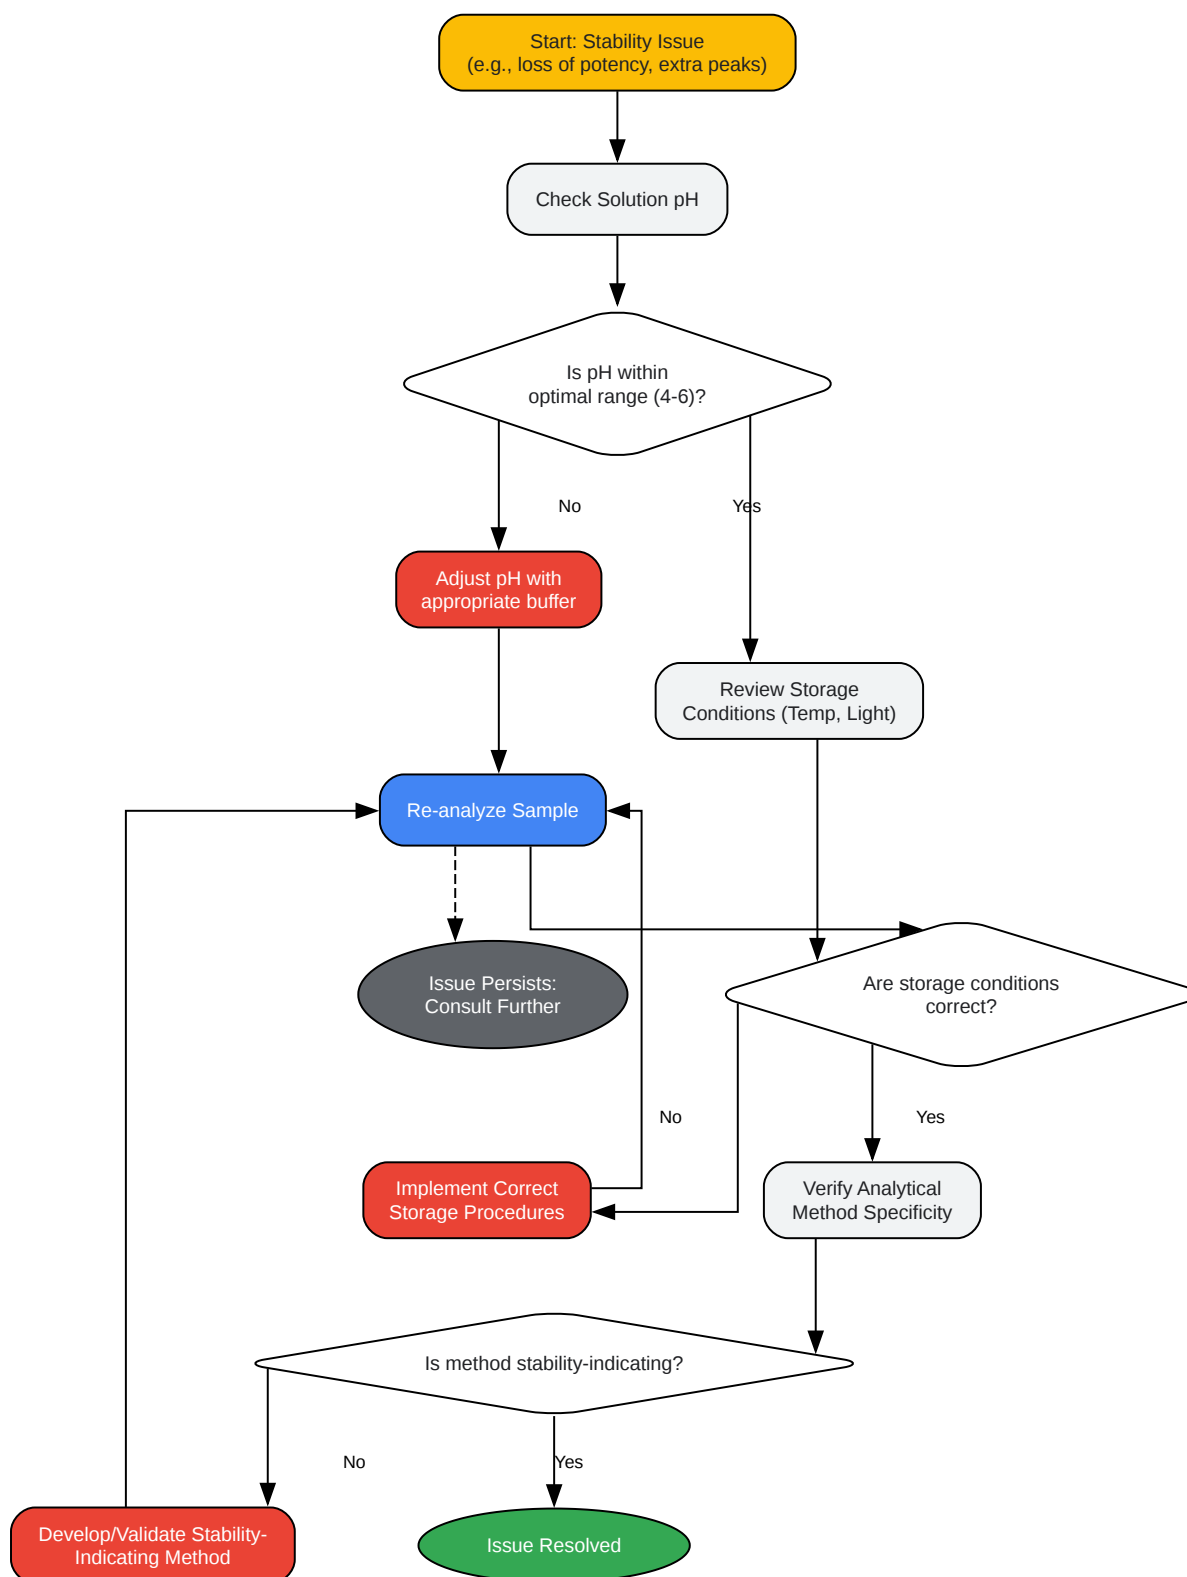 Start: Stability Issue
(e.g., loss of potency, extra peaks)
Check Solution pH
Is pH within
optimal range (4-6)?
No
Yes
Adjust pH with
appropriate buffer
Review Storage
Conditions (Temp, Light)
Re-analyze Sample
Issue Persists:
Consult Further
Are storage conditions
correct?
No
Yes
Implement Correct
Storage Procedures
Verify Analytical
Method Specificity
Is method stability-indicating?
No
Yes
Develop/Validate Stability-
Indicating Method
Issue Resolved